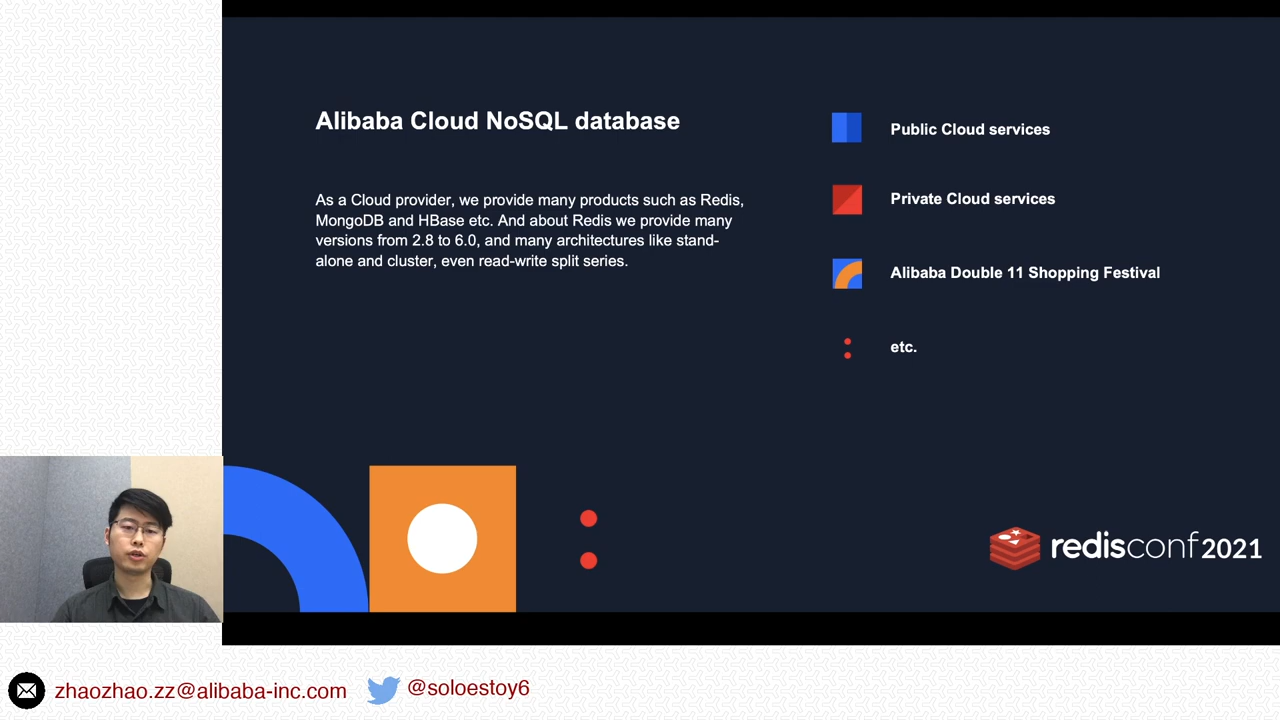 Alibaba Cloud NoSQL database
As a Cloud provider, we provide many products such as Redis,
MongoDB and HBase etc. And about Redis we provide many
versions from 2.8 to 6.0, and many architectures like stand-
alone and cluster, even read-write split series.
Public Cloud services
Private Cloud services
Alibaba Double 11 Shopping Festival
etc.
redisconf 2021
zhaozhao.zz@alibaba-inc.com
@soloestoy6